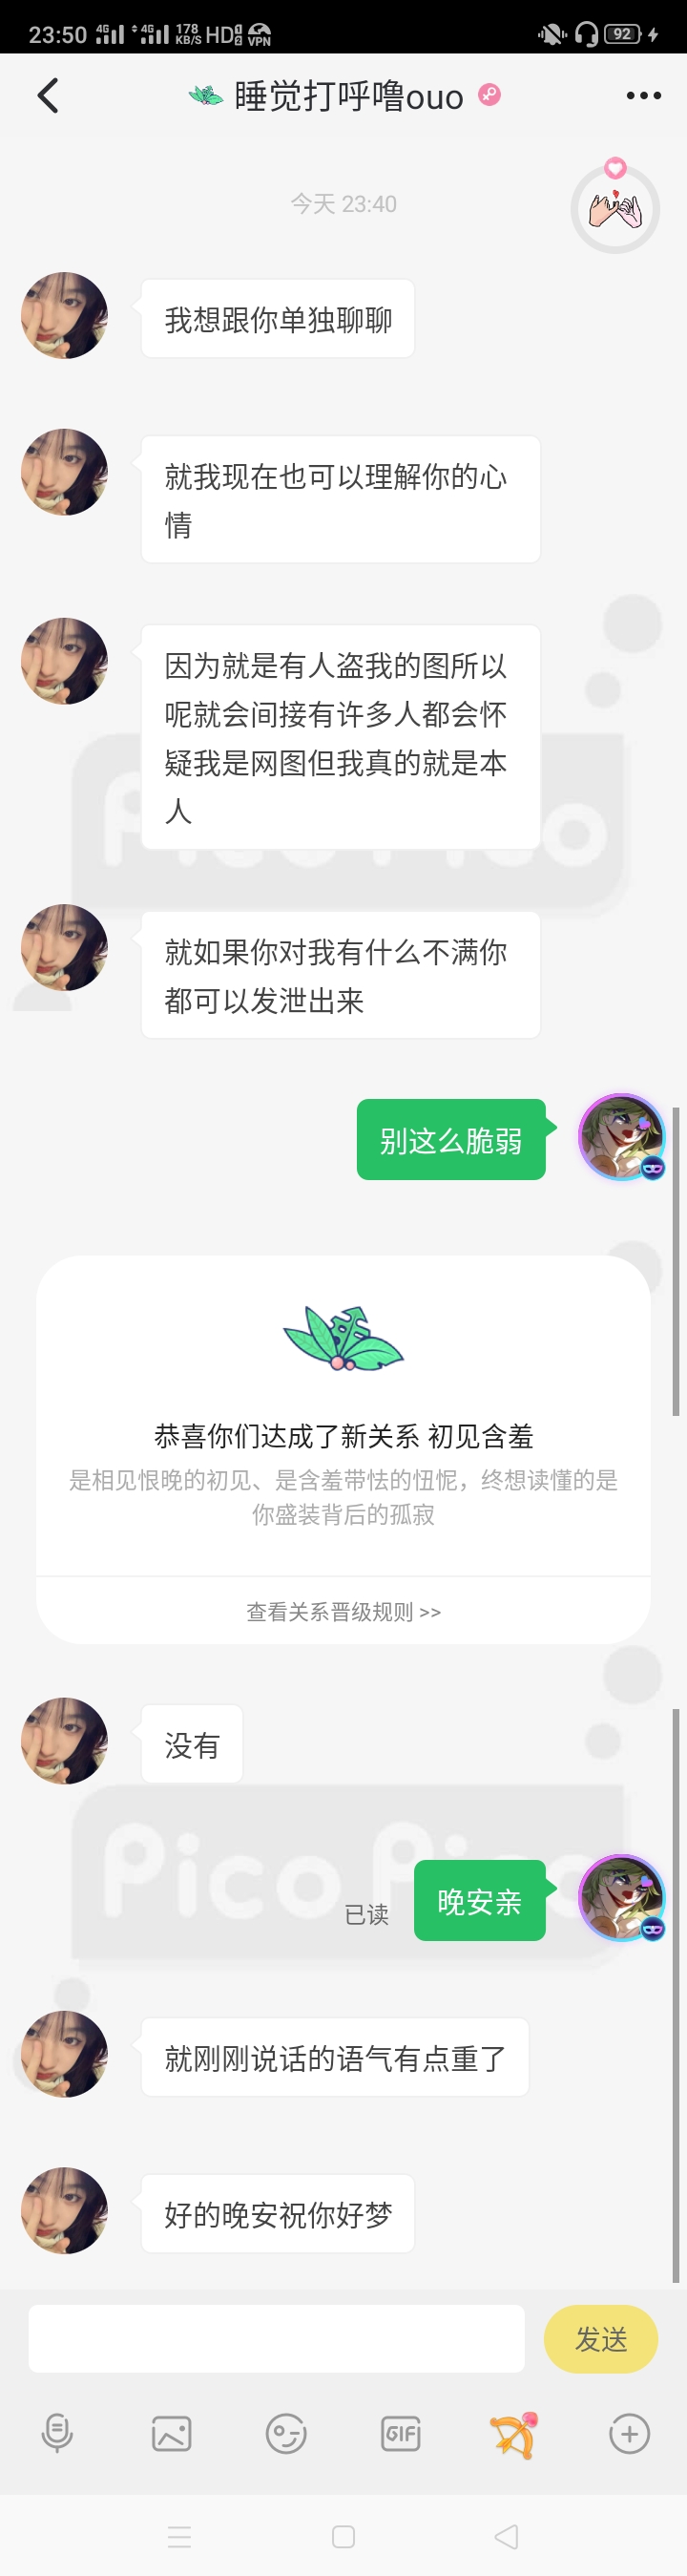 23:50 4G 4G 178 KB/S HD 1 2 VPN 92
睡觉打呼噜ouo
今天 23:40
我想跟你单独聊聊
就我现在也可以理解你的心
情
因为就是有人盗我的图所以
呢就会间接有许多人都会怀
疑我是网图但我真的就是本
人
就如果你对我有什么不满你
都可以发泄出来
别这么脆弱
恭喜你们达成了新关系 初见含羞
是相见恨晚的初见、是含羞带怯的忸怩，终想读懂的是
你盛装背后的孤寂
查看关系晋级规则 >>
没有
Pico Pico
已读
晚安亲
就刚刚说话的语气有点重了
好的晚安祝你好梦
发送
GIF